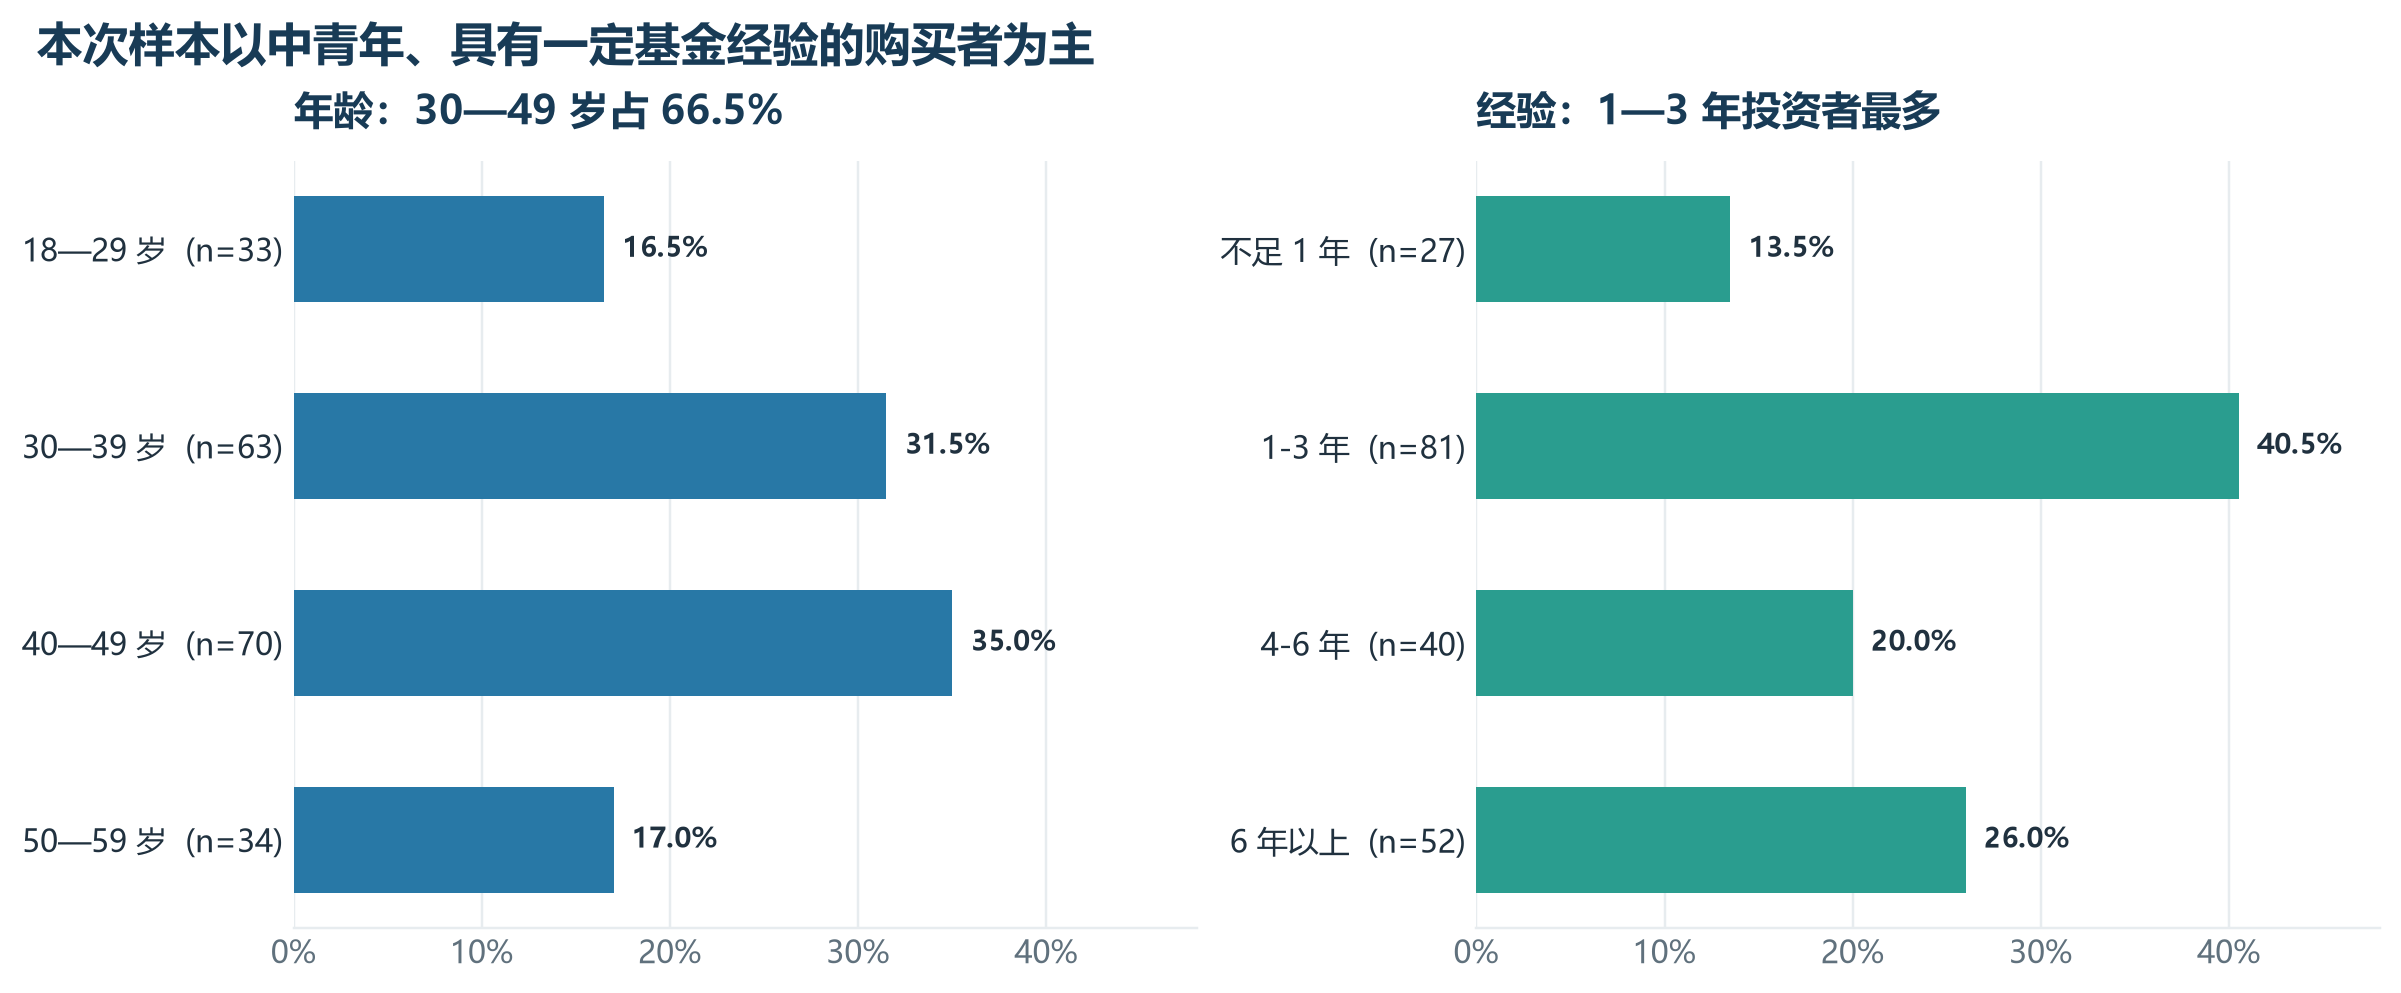 本次样本以中青年、具有一定基金经验的购买者为主
年龄：30—49 岁占 66.5%
18—29 岁 (n=33)
16.5%
30—39 岁 (n=63)
31.5%
40—49 岁 (n=70)
35.0%
50—59 岁 (n=34)
17.0%
0% 10% 20% 30% 40%
经验：1—3 年投资者最多
不足 1 年 (n=27)
13.5%
1-3 年 (n=81)
40.5%
4-6 年 (n=40)
20.0%
6 年以上 (n=52)
26.0%
0% 10% 20% 30% 40%